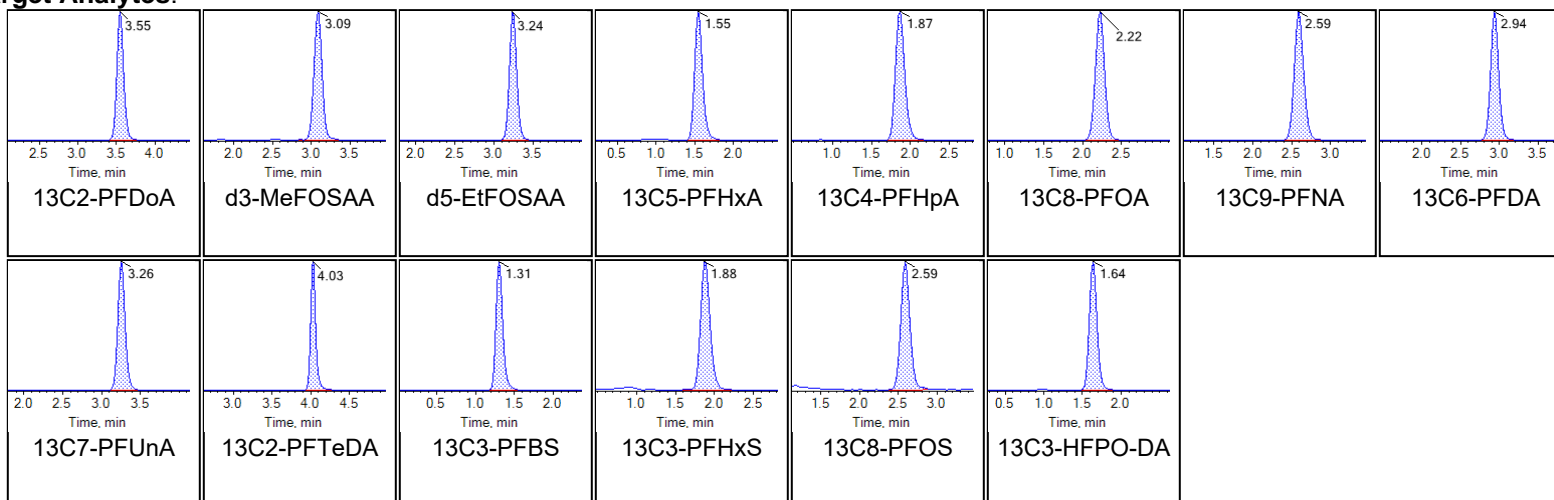 arget Analytes:
3.55 3.09 3.24 1.55 1.87 2.22 2.59 2.94
2.5 3.0 3.5 4.0 2.0 2.5 3.0 3.5 2.0 2.5 3.0 3.5 0.5 1.0 1.5 2.0 1.0 1.5 2.0 2.5 1.0 1.5 2.0 2.5 1.5 2.0 2.5 3.0 2.0 2.5 3.0 3.5
Time, min Time, min Time, min Time, min Time, min Time, min Time, min Time, min
13C2-PFDoA d3-MeFOSAA d5-EtFOSAA 13C5-PFHxA 13C4-PFHpA 13C8-PFOA 13C9-PFNA 13C6-PFDA
3.26 4.03 1.31 1.88 2.59 1.64
2.0 2.5 3.0 3.5 3.0 3.5 4.0 4.5 0.5 1.0 1.5 2.0 1.0 1.5 2.0 2.5 1.5 2.0 2.5 3.0 0.5 1.0 1.5 2.0
Time, min Time, min Time, min Time, min Time, min Time, min
13C7-PFUnA 13C2-PFTeDA 13C3-PFBS 13C3-PFHxS 13C8-PFOS 13C3-HFPO-DA